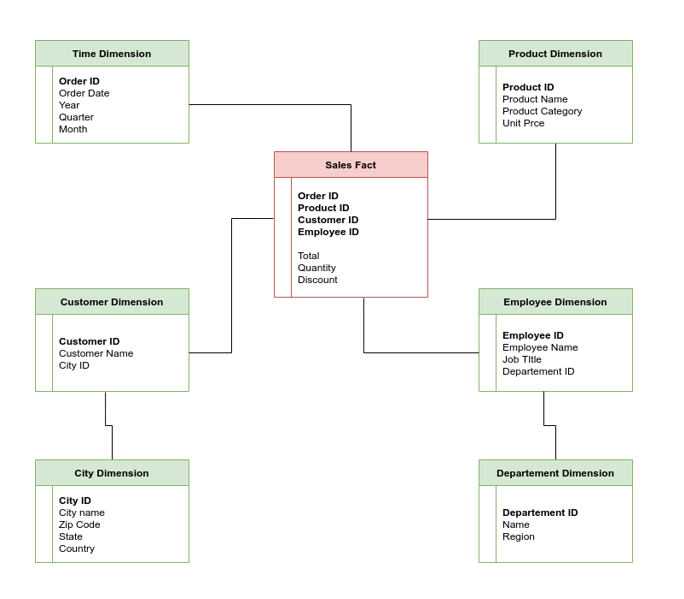 Time Dimension
Order ID
Order Date
Year
Quarter
Month
Product Dimension
Product ID
Product Name
Product Category
Unit Prce
Sales Fact
Order ID
Product ID
Customer ID
Employee ID
Total
Quantity
Discount
Customer Dimension
Customer ID
Customer Name
City ID
Employee Dimension
Employee ID
Employee Name
Job TItle
Departement ID
City Dimension
City ID
City name
Zip Code
State
Country
Departement Dimension
Departement ID
Name
Region